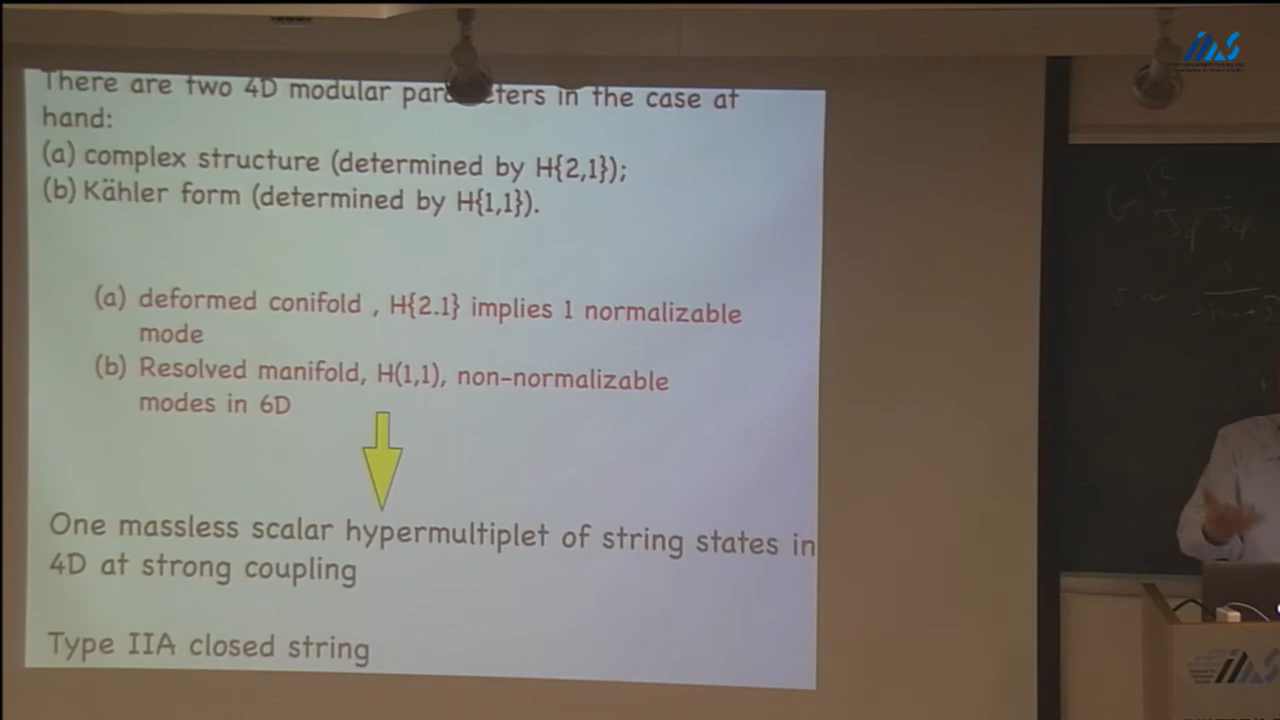 There are two 4D modular parameters in the case at
hand:
(a) complex structure (determined by H{2,1});
(b) Kähler form (determined by H{1,1}).
(a) deformed conifold , H{2.1} implies 1 normalizable
mode
(b) Resolved manifold, H(1,1), non-normalizable
modes in 6D
One massless scalar hypermultiplet of string states in
4D at strong coupling
Type IIA closed string